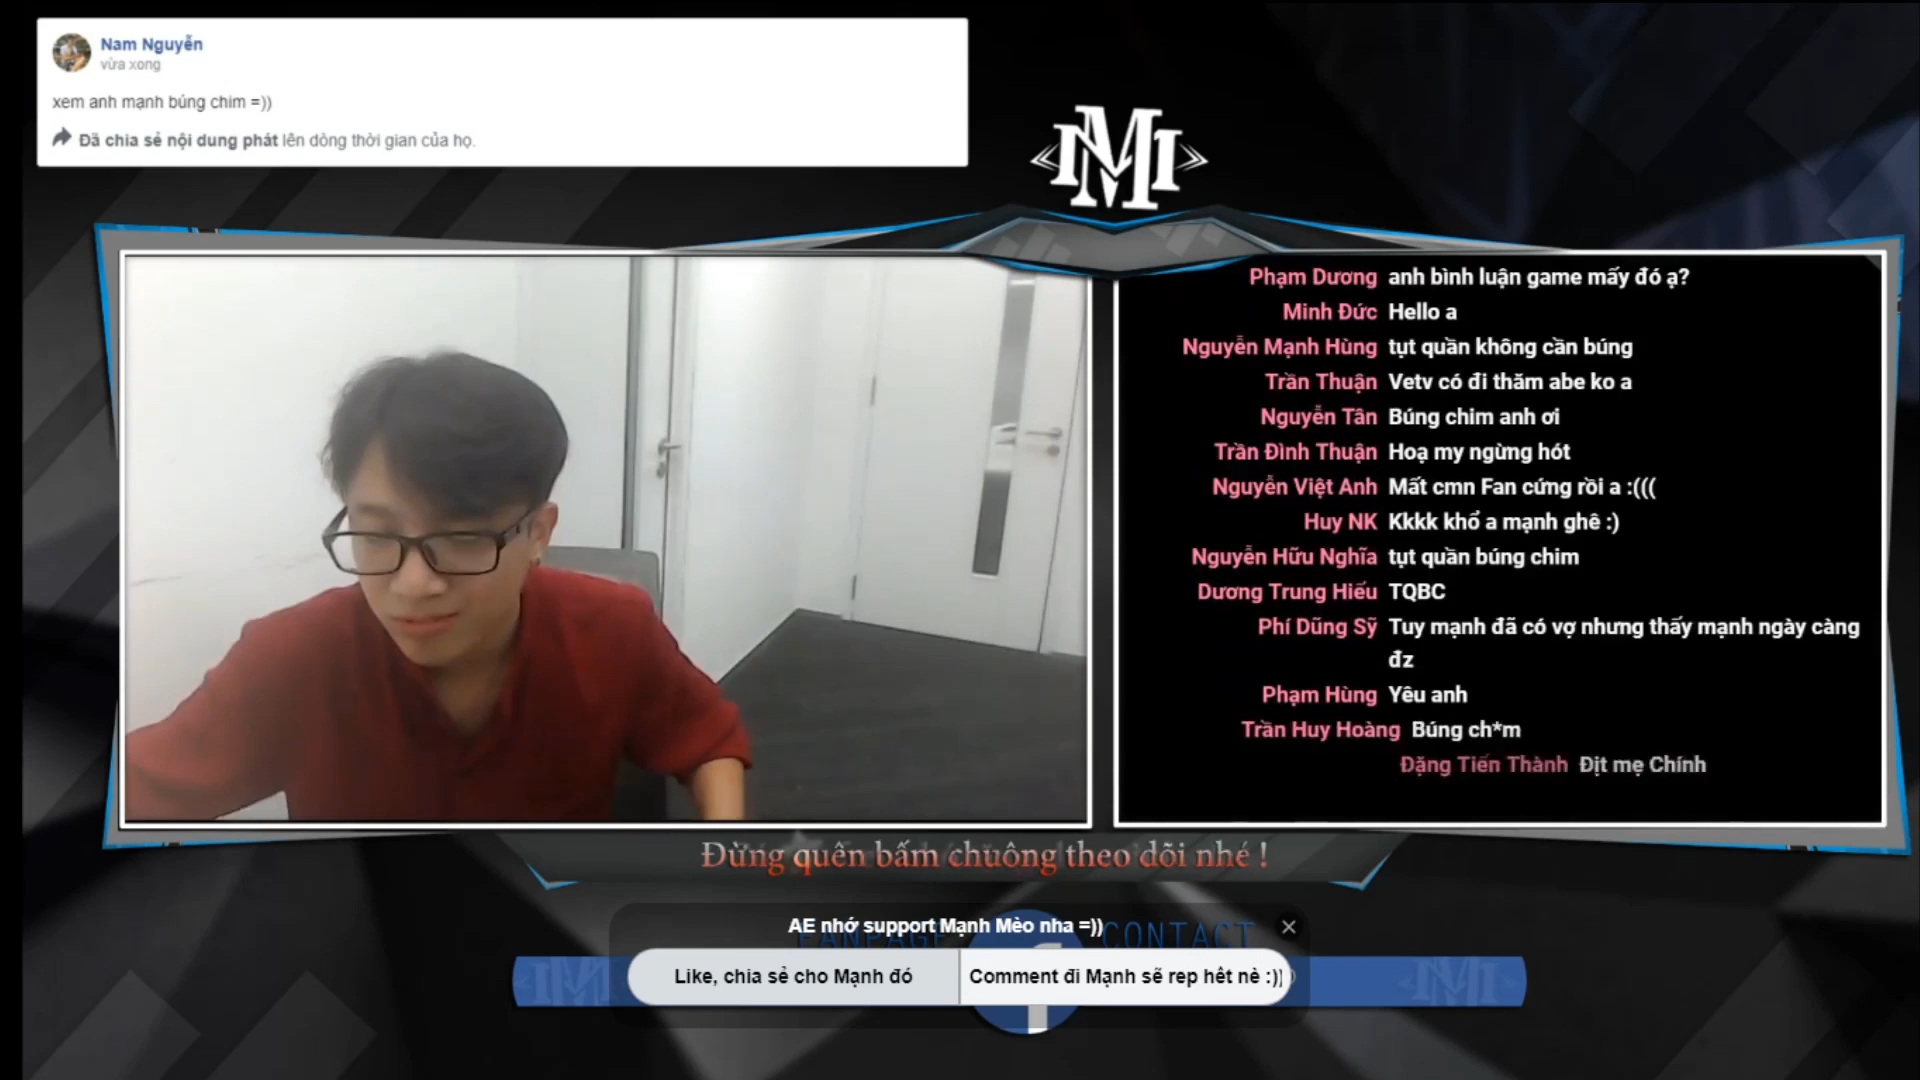 Nam Nguyễn
vừa xong
xem anh mạnh búng chim =))
Đã chia sẻ nội dung phát lên dòng thời gian của họ.
Phạm Dương anh bình luận game mấy đó ạ?
Minh Đức Hello a
Nguyễn Mạnh Hùng tụt quần không cần búng
Trần Thuận Vetv có đi thăm abe ko a
Nguyễn Tân Búng chim anh ơi
Trần Đình Thuận Hoạ my ngừng hót
Nguyễn Việt Anh Mất cmn Fan cứng rồi a :(((
Huy NK Kkkk khổ a mạnh ghê :)
Nguyễn Hữu Nghĩa tụt quần búng chim
Dương Trung Hiếu TQBC
Phí Dũng Sỹ Tuy mạnh đã có vợ nhưng thấy mạnh ngày càng
đz
Phạm Hùng Yêu anh
Trần Huy Hoàng Búng ch*m
Đặng Tiến Thành Địt mẹ Chính
Đừng quên bấm chuông theo dõi nhé !
AE nhớ support Mạnh Mèo nha =))
FANPAGE CONTACT
Like, chia sẻ cho Mạnh đó
Comment đi Mạnh sẽ rep hêt nè :))